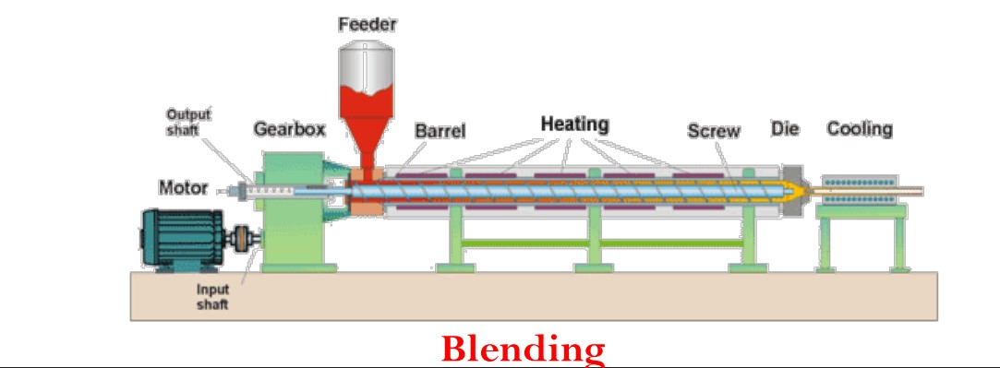 Feeder
Output
shaft
Gearbox
Barrel
Heating
Screw
Die
Cooling
Motor
Input
shaft
Blending